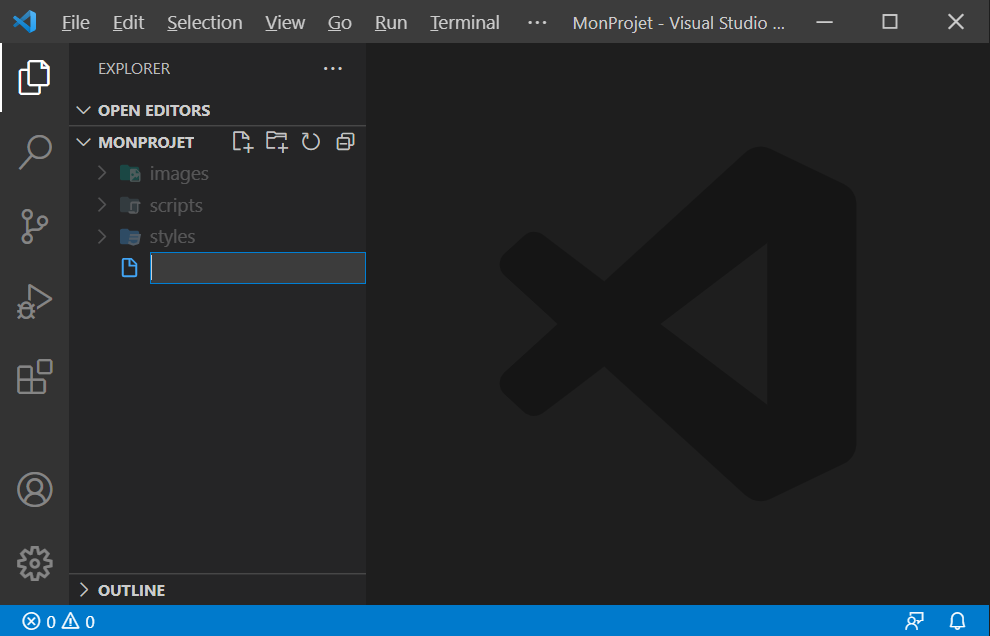 File Edit Selection View Go Run Terminal ··· MonProjet - Visual Studio ...
EXPLORER ···
OPEN EDITORS
MONPROJET
images
scripts
styles
OUTLINE
0 0